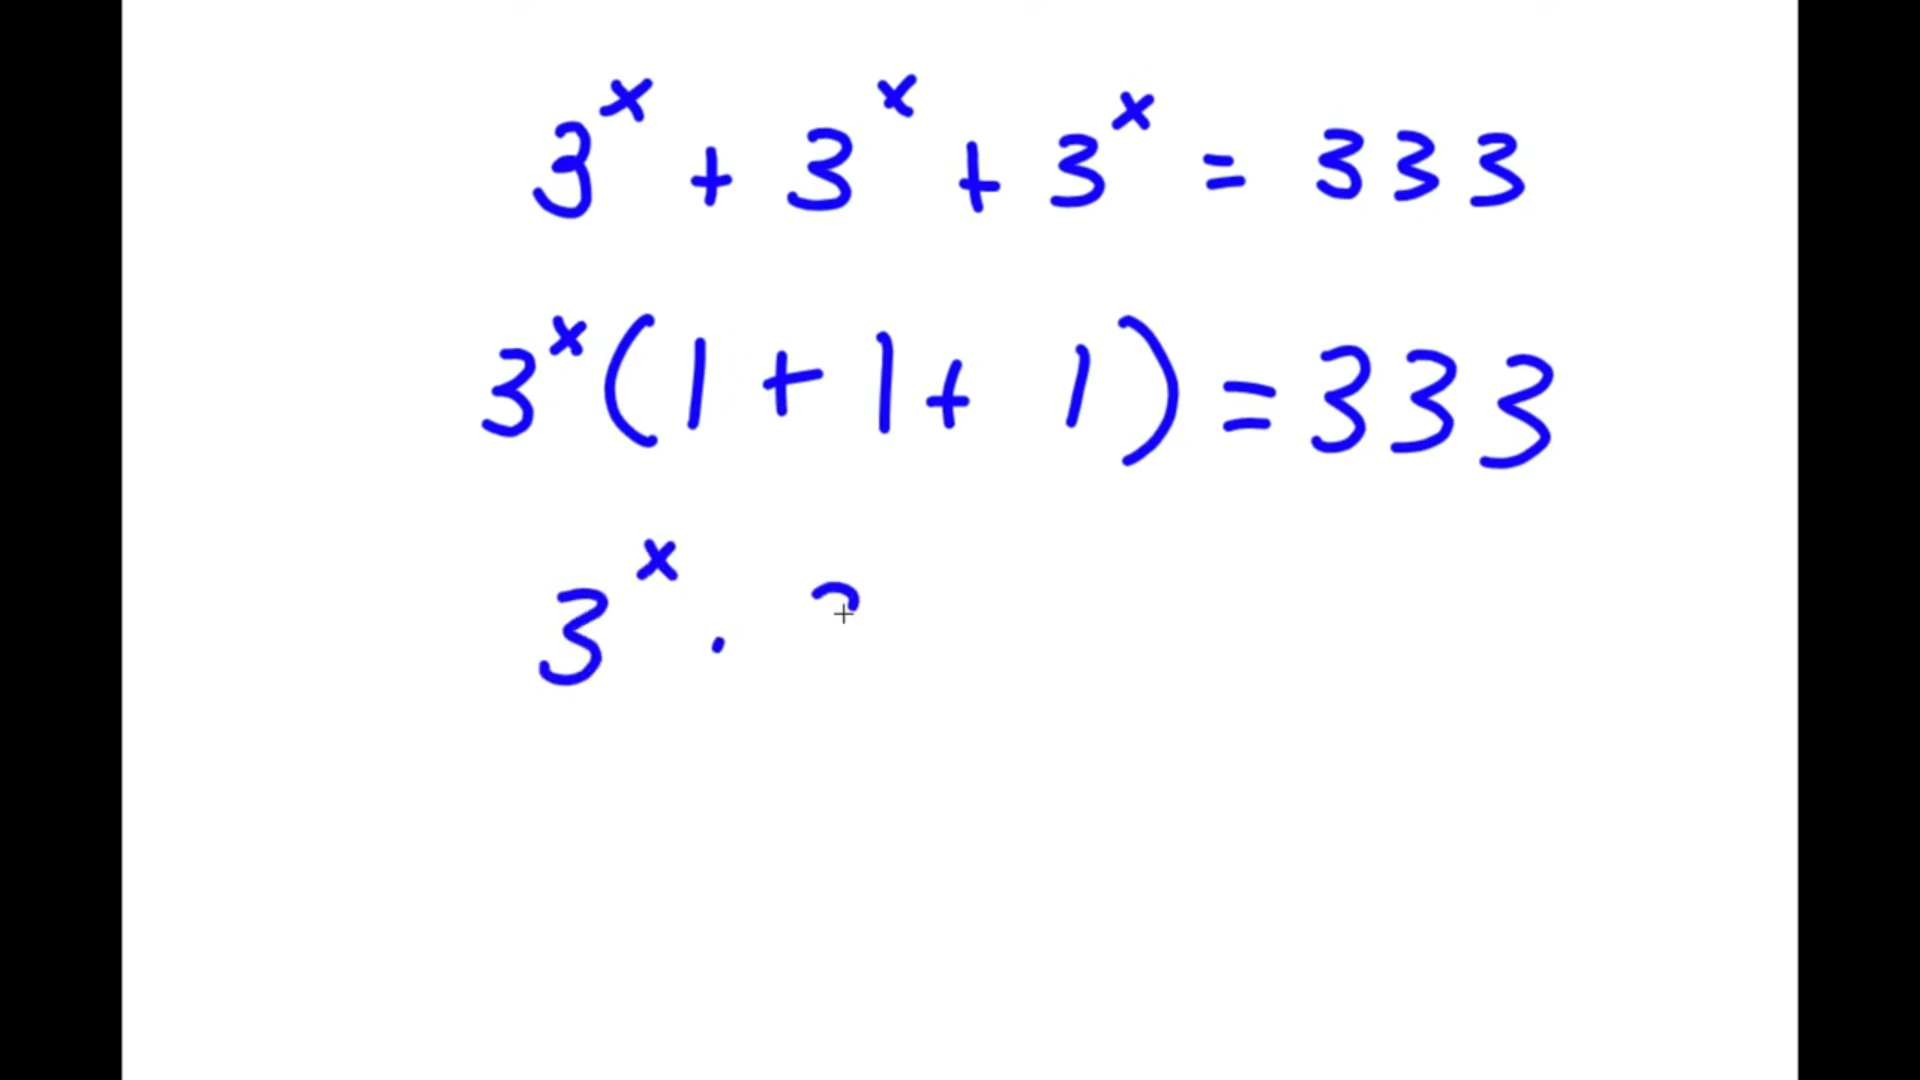 3^x + 3^x + 3^x = 333
3^x (1 + 1 + 1) = 333
3^x ·